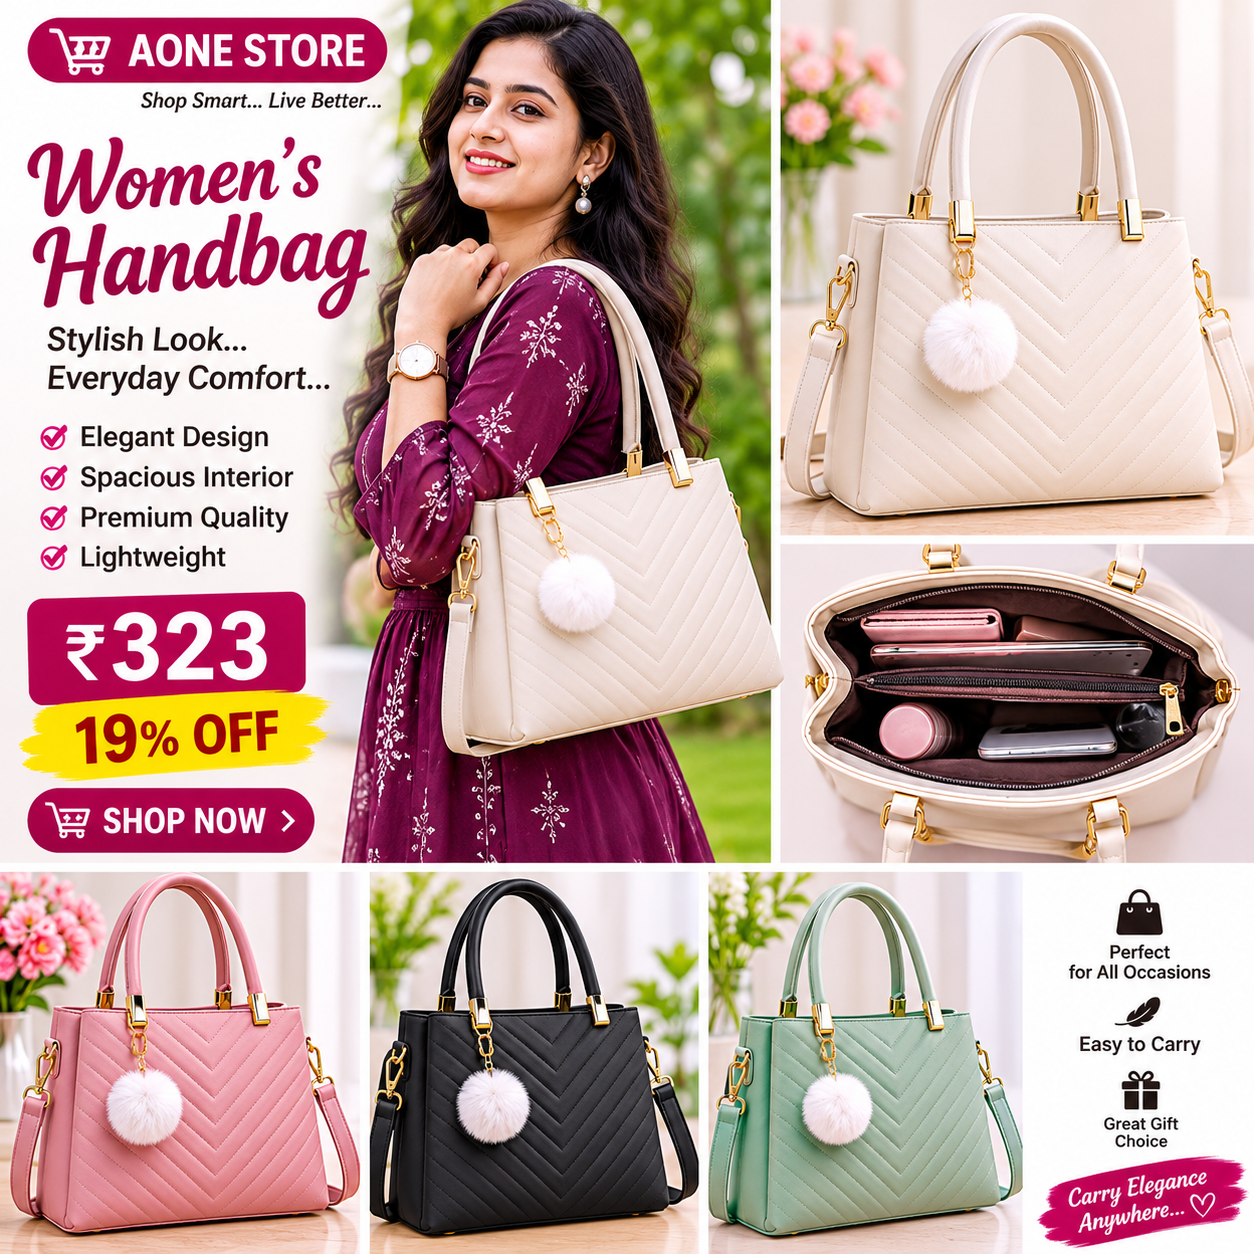 AONE STORE
Shop Smart... Live Better...
Women's
Handbag
Stylish Look...
Everyday Comfort...
Elegant Design
Spacious Interior
Premium Quality
Lightweight
₹323
19% OFF
SHOP NOW >
Perfect
for All Occasions
Easy to Carry
Great Gift
Choice
Carry Elegance
Anywhere...